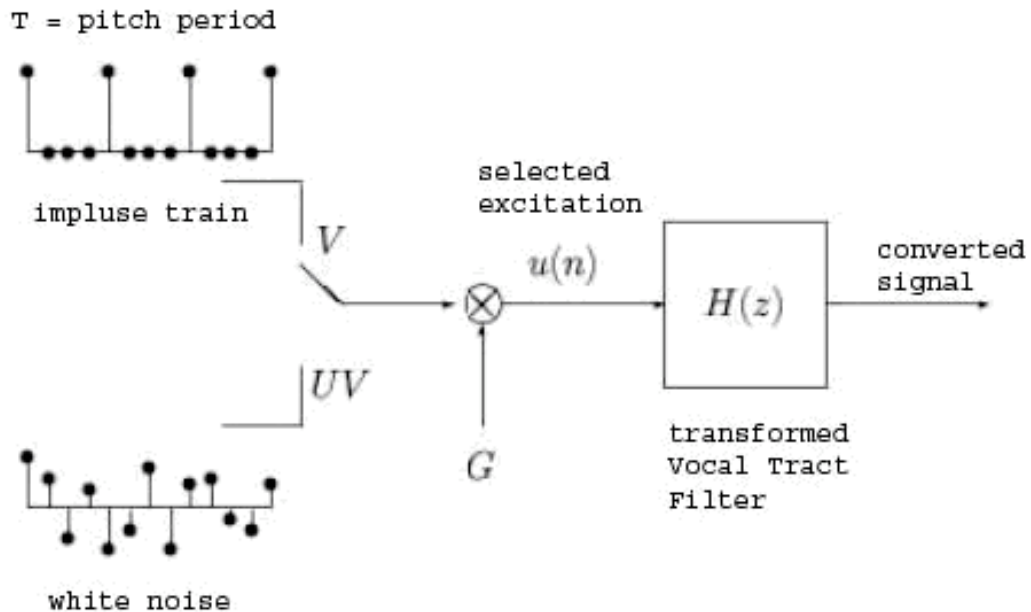 T = pitch period
impluse train
V
selected
excitation
u(n)
H(z)
converted
signal
UV
G
transformed
Vocal Tract
Filter
white noise